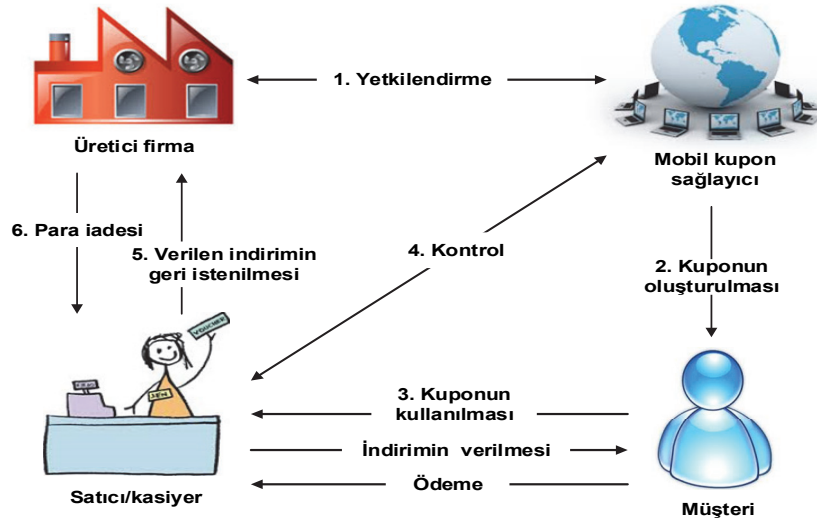 1. Yetkilendirme
Üretici firma
Mobil kupon
sağlayıcı
6. Para iadesi
5. Verilen indirimin
geri istenilmesi
4. Kontrol
2. Kuponun
oluşturulması
VOUCHER
3. Kuponun
kullanılması
İndirimin verilmesi
Ödeme
Satıcı/kasiyer
Müşteri